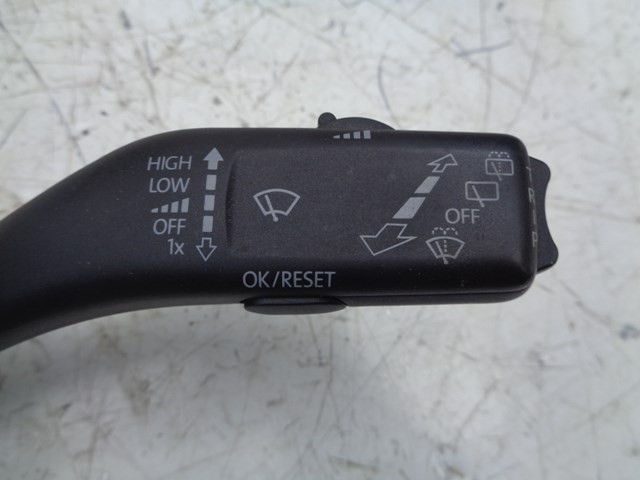 HIGH
LOW
OFF
1x
OFF
OK/RESET